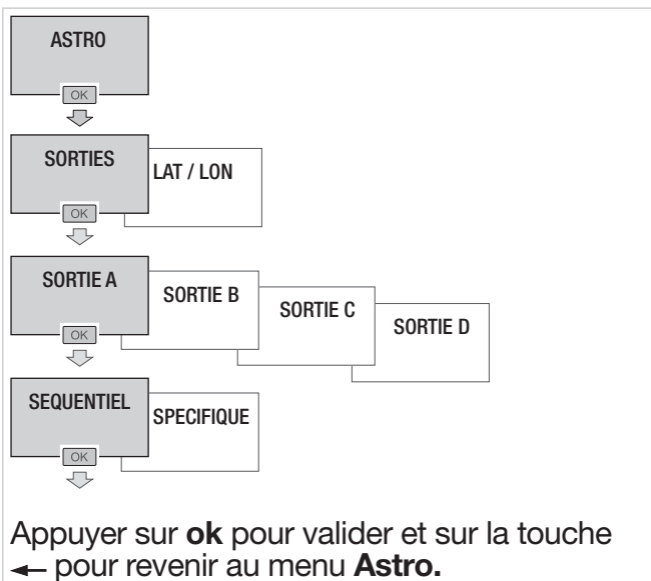 ASTRO
OK
SORTIES
LAT / LON
OK
SORTIE A
SORTIE B
SORTIE C
SORTIE D
OK
SEQUENTIEL
SPECIFIQUE
OK
Appuyer sur ok pour valider et sur la touche
← pour revenir au menu Astro.